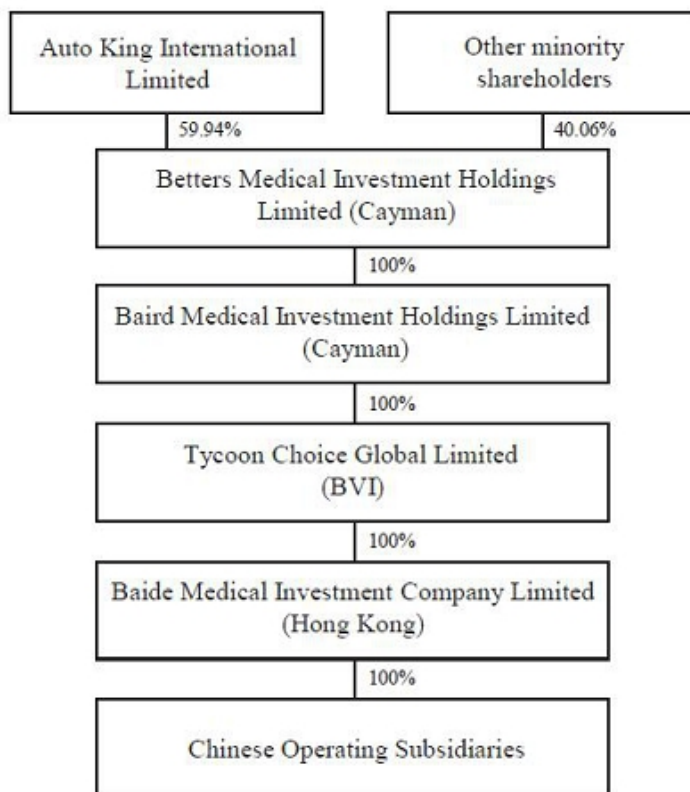 Auto King International
Limited
Other minority
shareholders
59.94%
40.06%
Betters Medical Investment Holdings
Limited (Cayman)
100%
Baird Medical Investment Holdings Limited
(Cayman)
100%
Tycoon Choice Global Limited
(BVI)
100%
Baide Medical Investment Company Limited
(Hong Kong)
100%
Chinese Operating Subsidiaries